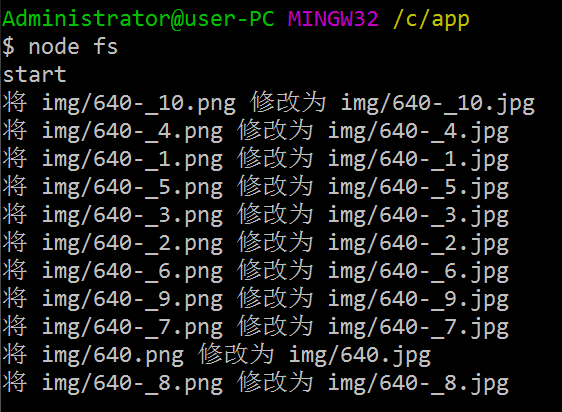 Administrator@user-PC MINGW32 /c/app
$ node fs
start
将 img/640-_10.png 修改为 img/640-_10.jpg
将 img/640-_4.png 修改为 img/640-_4.jpg
将 img/640-_1.png 修改为 img/640-_1.jpg
将 img/640-_5.png 修改为 img/640-_5.jpg
将 img/640-_3.png 修改为 img/640-_3.jpg
将 img/640-_2.png 修改为 img/640-_2.jpg
将 img/640-_6.png 修改为 img/640-_6.jpg
将 img/640-_9.png 修改为 img/640-_9.jpg
将 img/640-_7.png 修改为 img/640-_7.jpg
将 img/640.png 修改为 img/640.jpg
将 img/640-_8.png 修改为 img/640-_8.jpg